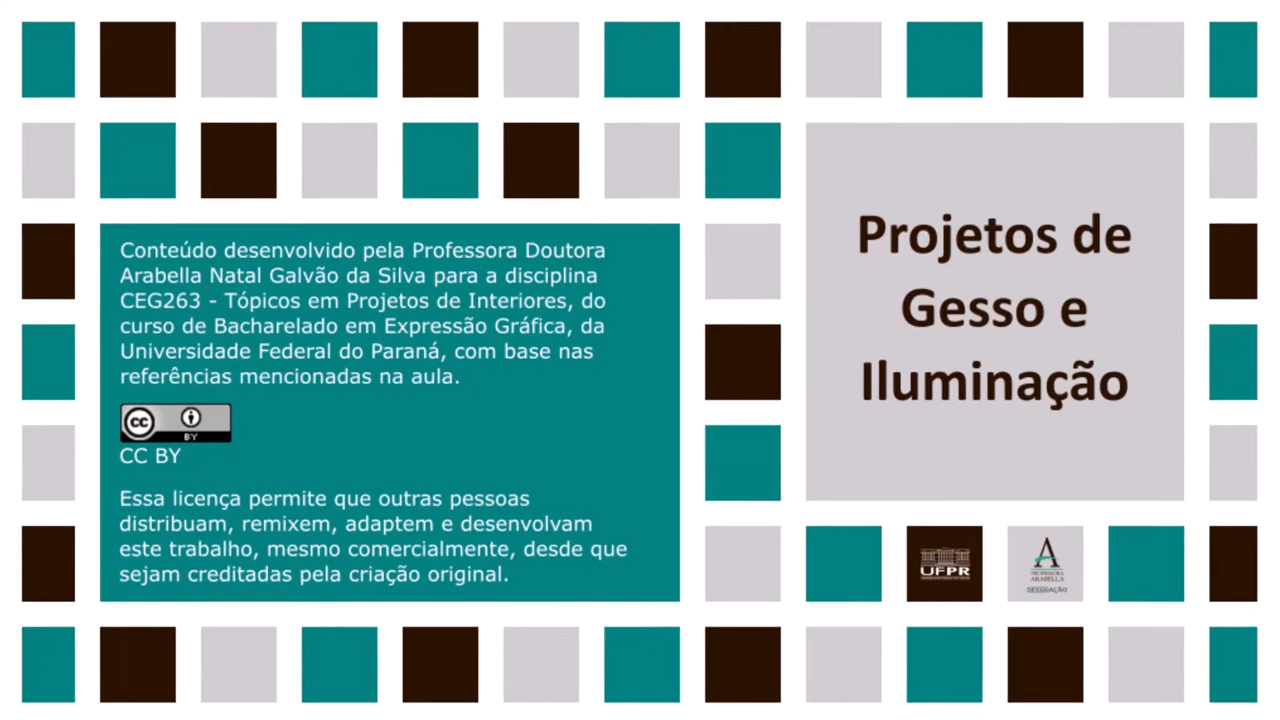 Conteúdo desenvolvido pela Professora Doutora
Arabella Natal Galvão da Silva para a disciplina
CEG263 - Tópicos em Projetos de Interiores, do
curso de Bacharelado em Expressão Gráfica, da
Universidade Federal do Paraná, com base nas
referências mencionadas na aula.
cc BY
CC BY
Essa licença permite que outras pessoas
distribuam, remixem, adaptem e desenvolvam
este trabalho, mesmo comercialmente, desde que
sejam creditadas pela criação original.
Projetos de
Gesso e
Iluminação
UFPR
A
PROFESSORA
ARABELLA